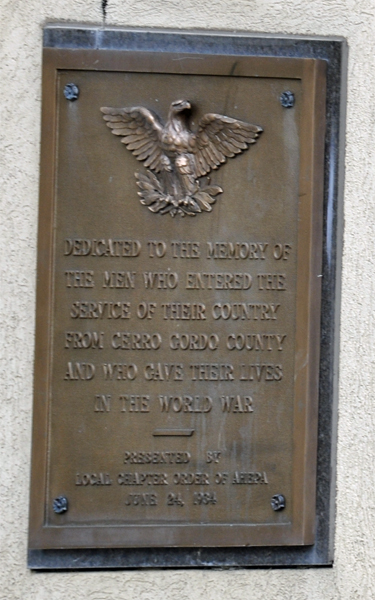 DEDICATED TO THE MEMORY OF
THE MEN WHO ENTERED THE
SERVICE OF THEIR COUNTRY
FROM CERRO GORDO COUNTY
AND WHO GAVE THEIR LIVES
IN THE WORLD WAR
PRESENTED BY
LOCAL CHAPTER ORDER OF AHEPA
JUNE 24, 1934